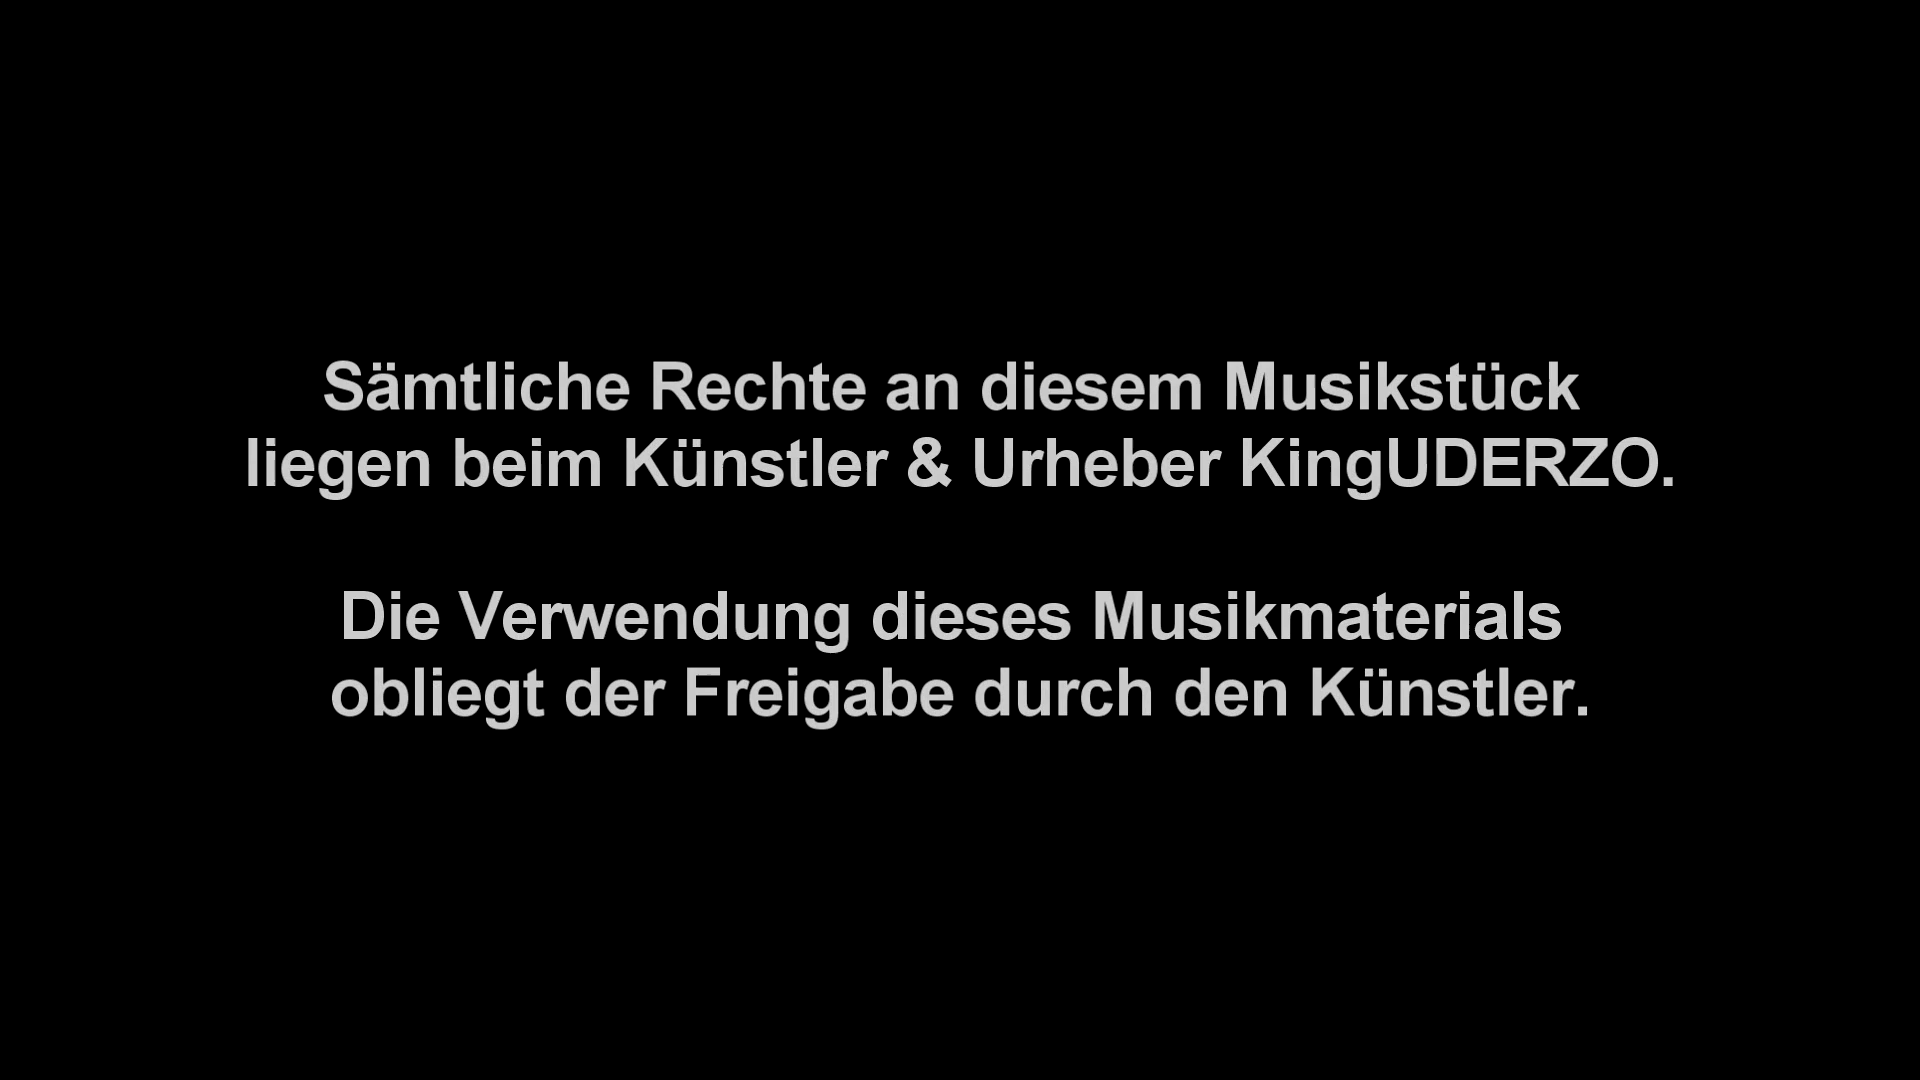 Sämtliche Rechte an diesem Musikstück
liegen beim Künstler & Urheber KingUDERZO.
Die Verwendung dieses Musikmaterials
obliegt der Freigabe durch den Künstler.